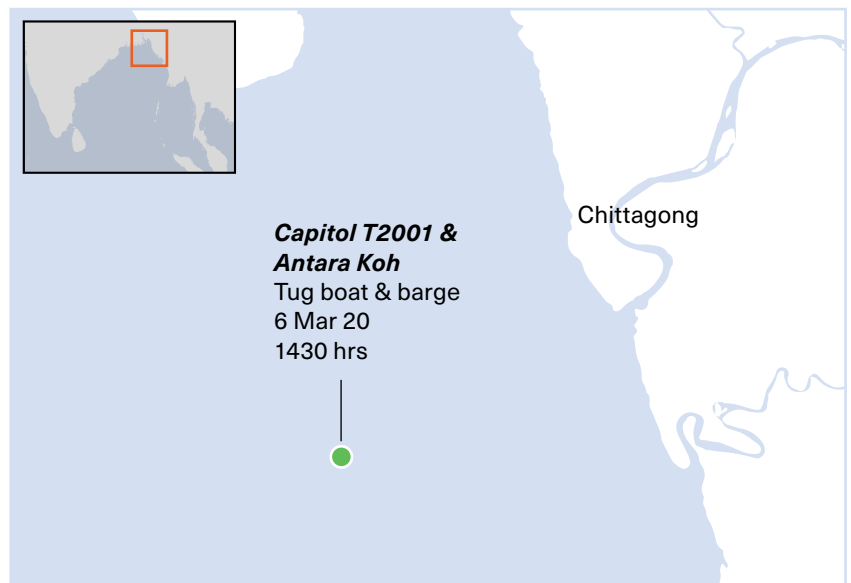 Chittagong
Capitol T2001 &
Antara Koh
Tug boat & barge
6 Mar 20
1430 hrs